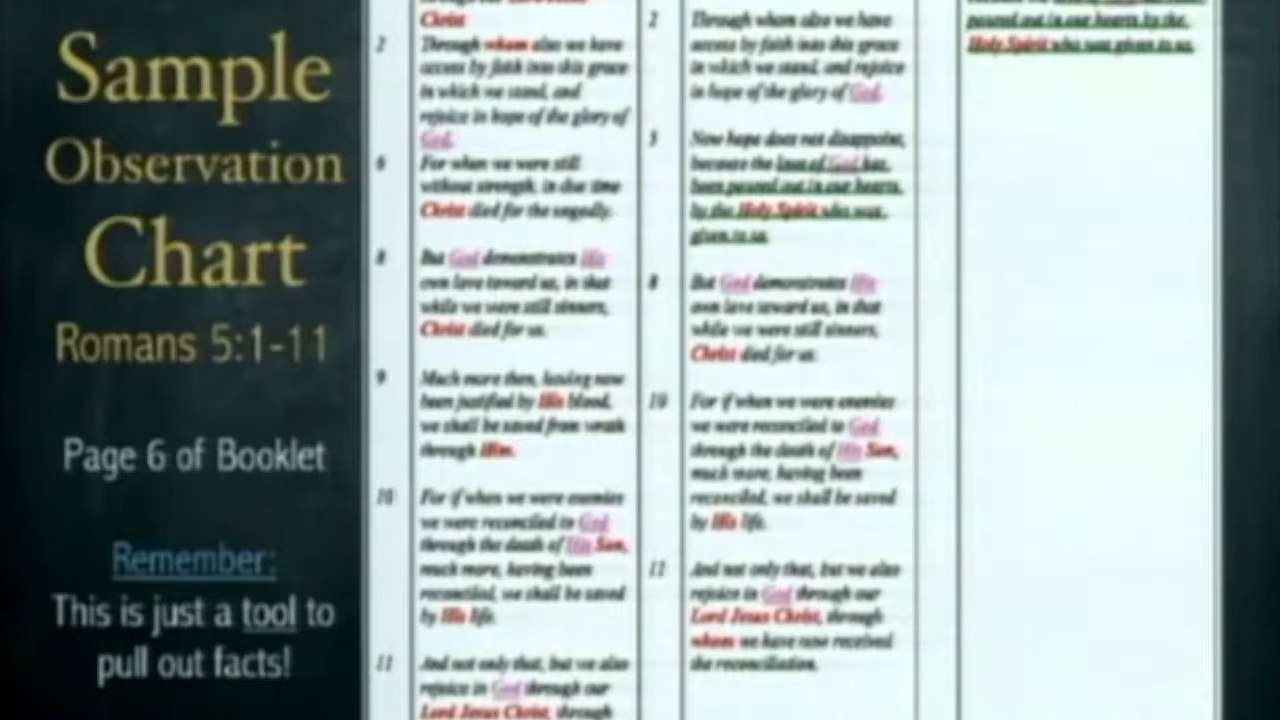 Sample
Observation
Chart
Romans 5:1-11
Page 6 of Booklet
Remember:
This is just a tool to
pull out facts!
through our Lord Jesus
Christ
2
Through whom also we have
access by faith into this grace
in which we stand, and
rejoice in hope of the glory of
God.
6
For when we were still
without strength, in due time
Christ died for the ungodly.
8
But God demonstrates His
own love toward us, in that
while we were still sinners,
Christ died for us.
9
Much more then, having now
been justified by His blood,
we shall be saved from wrath
through Him.
10
For if when we were enemies
we were reconciled to God
through the death of His Son,
much more, having been
reconciled, we shall be saved
by His life.
11
And not only that, but we also
rejoice in God through our
Lord Jesus Christ, through
2
Through whom also we have
access by faith into this grace
in which we stand, and rejoice
in hope of the glory of God.
5
Now hope does not disappoint,
because the love of God has
been poured out in our hearts
by the Holy Spirit who was
given to us.
8
But God demonstrates His
own love toward us, in that
while we were still sinners,
Christ died for us.
10
For if when we were enemies
we were reconciled to God
through the death of His Son,
much more, having been
reconciled, we shall be saved
by His life.
11
And not only that, but we also
rejoice in God through our
Lord Jesus Christ, through
whom we have now received
the reconciliation.
poured out in our hearts by the
Holy Spirit who was given to us.